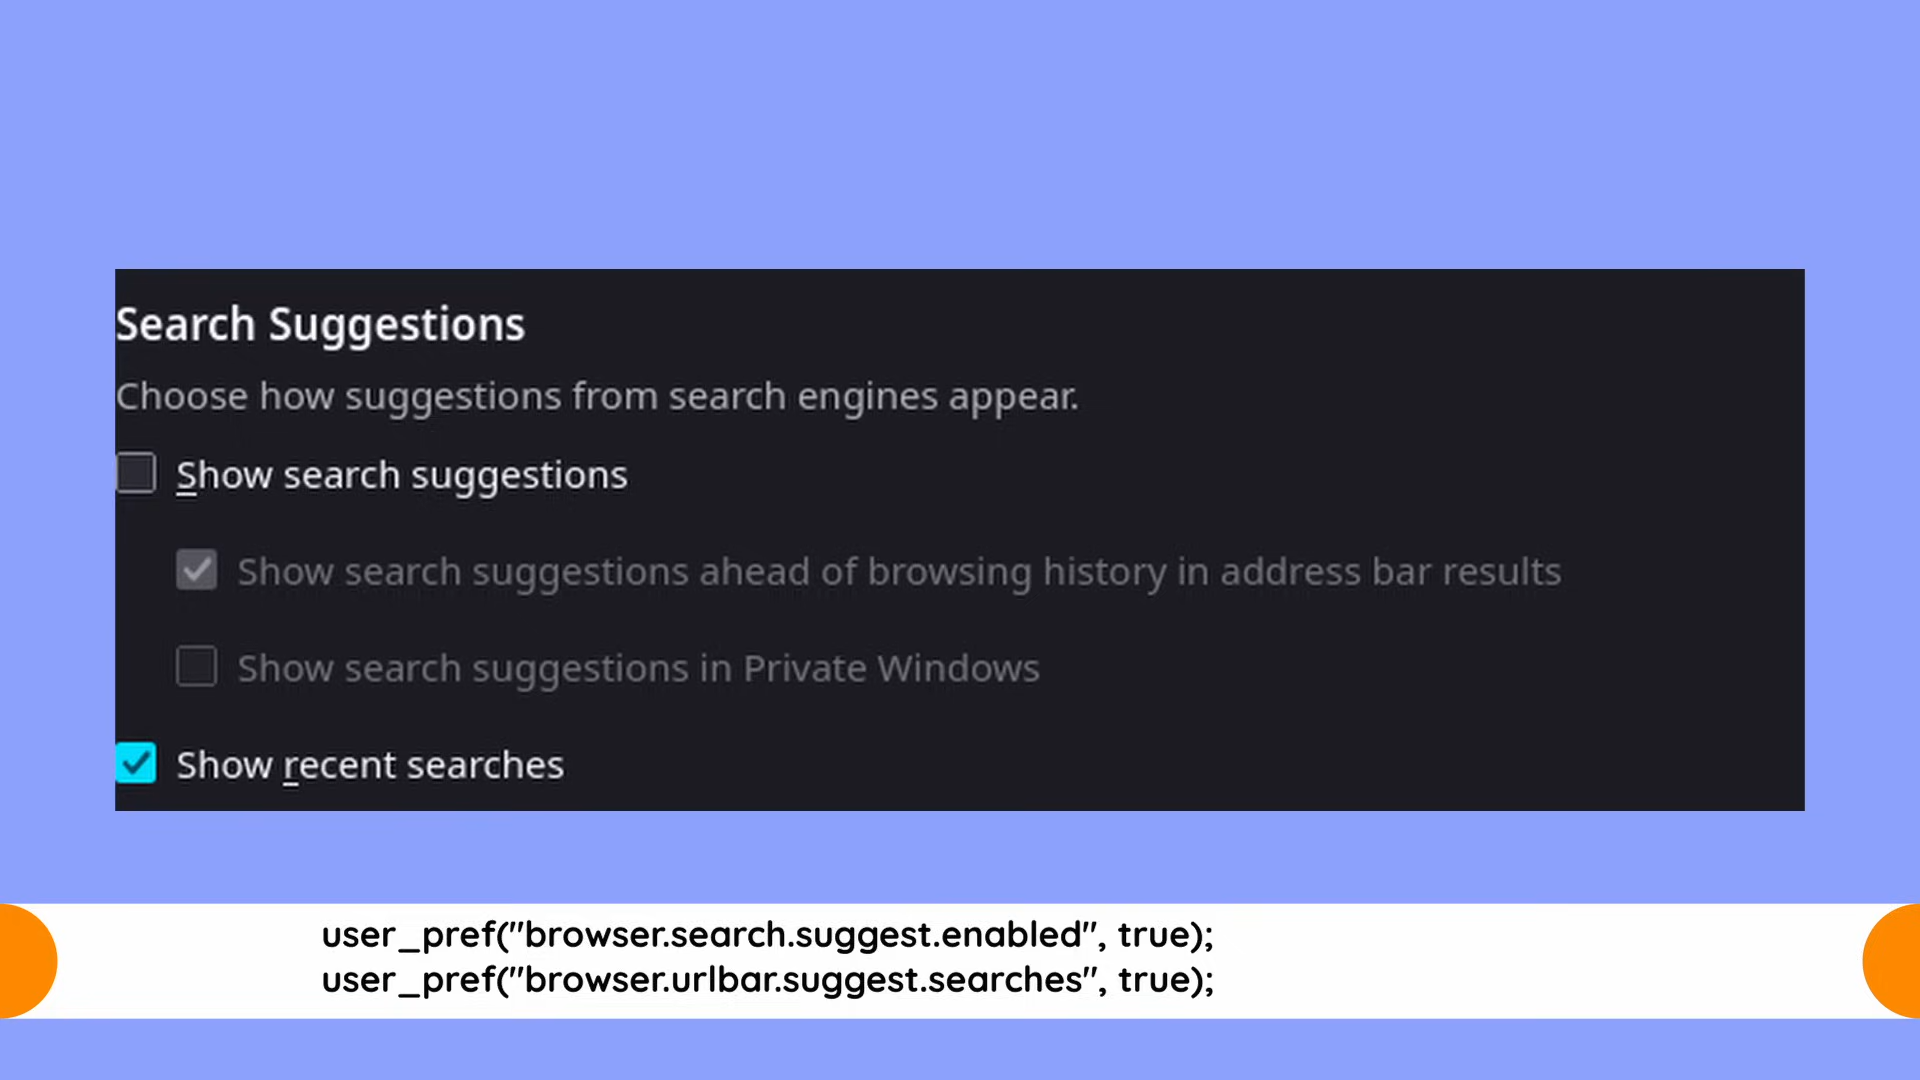 Search Suggestions
Choose how suggestions from search engines appear.
Show search suggestions
Show search suggestions ahead of browsing history in address bar results
Show search suggestions in Private Windows
Show recent searches
user_pref("browser.search.suggest.enabled", true);
user_pref("browser.urlbar.suggest.searches", true);